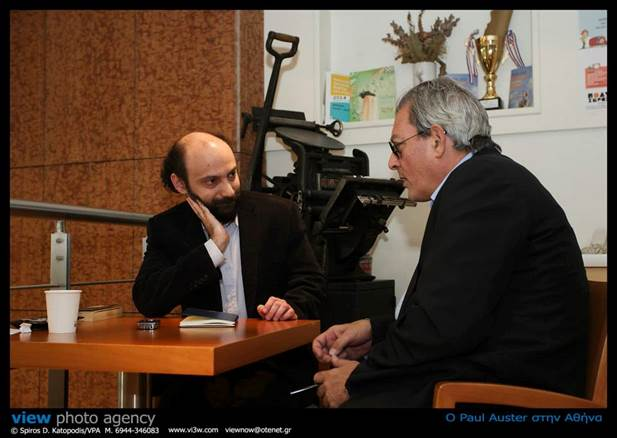 view photo agency
© Spiros D. Katopodis/VPA M. 6944-346083 www.vi3w.com viewnow@otenet.gr
Ο Paul Auster στην Αθήνα